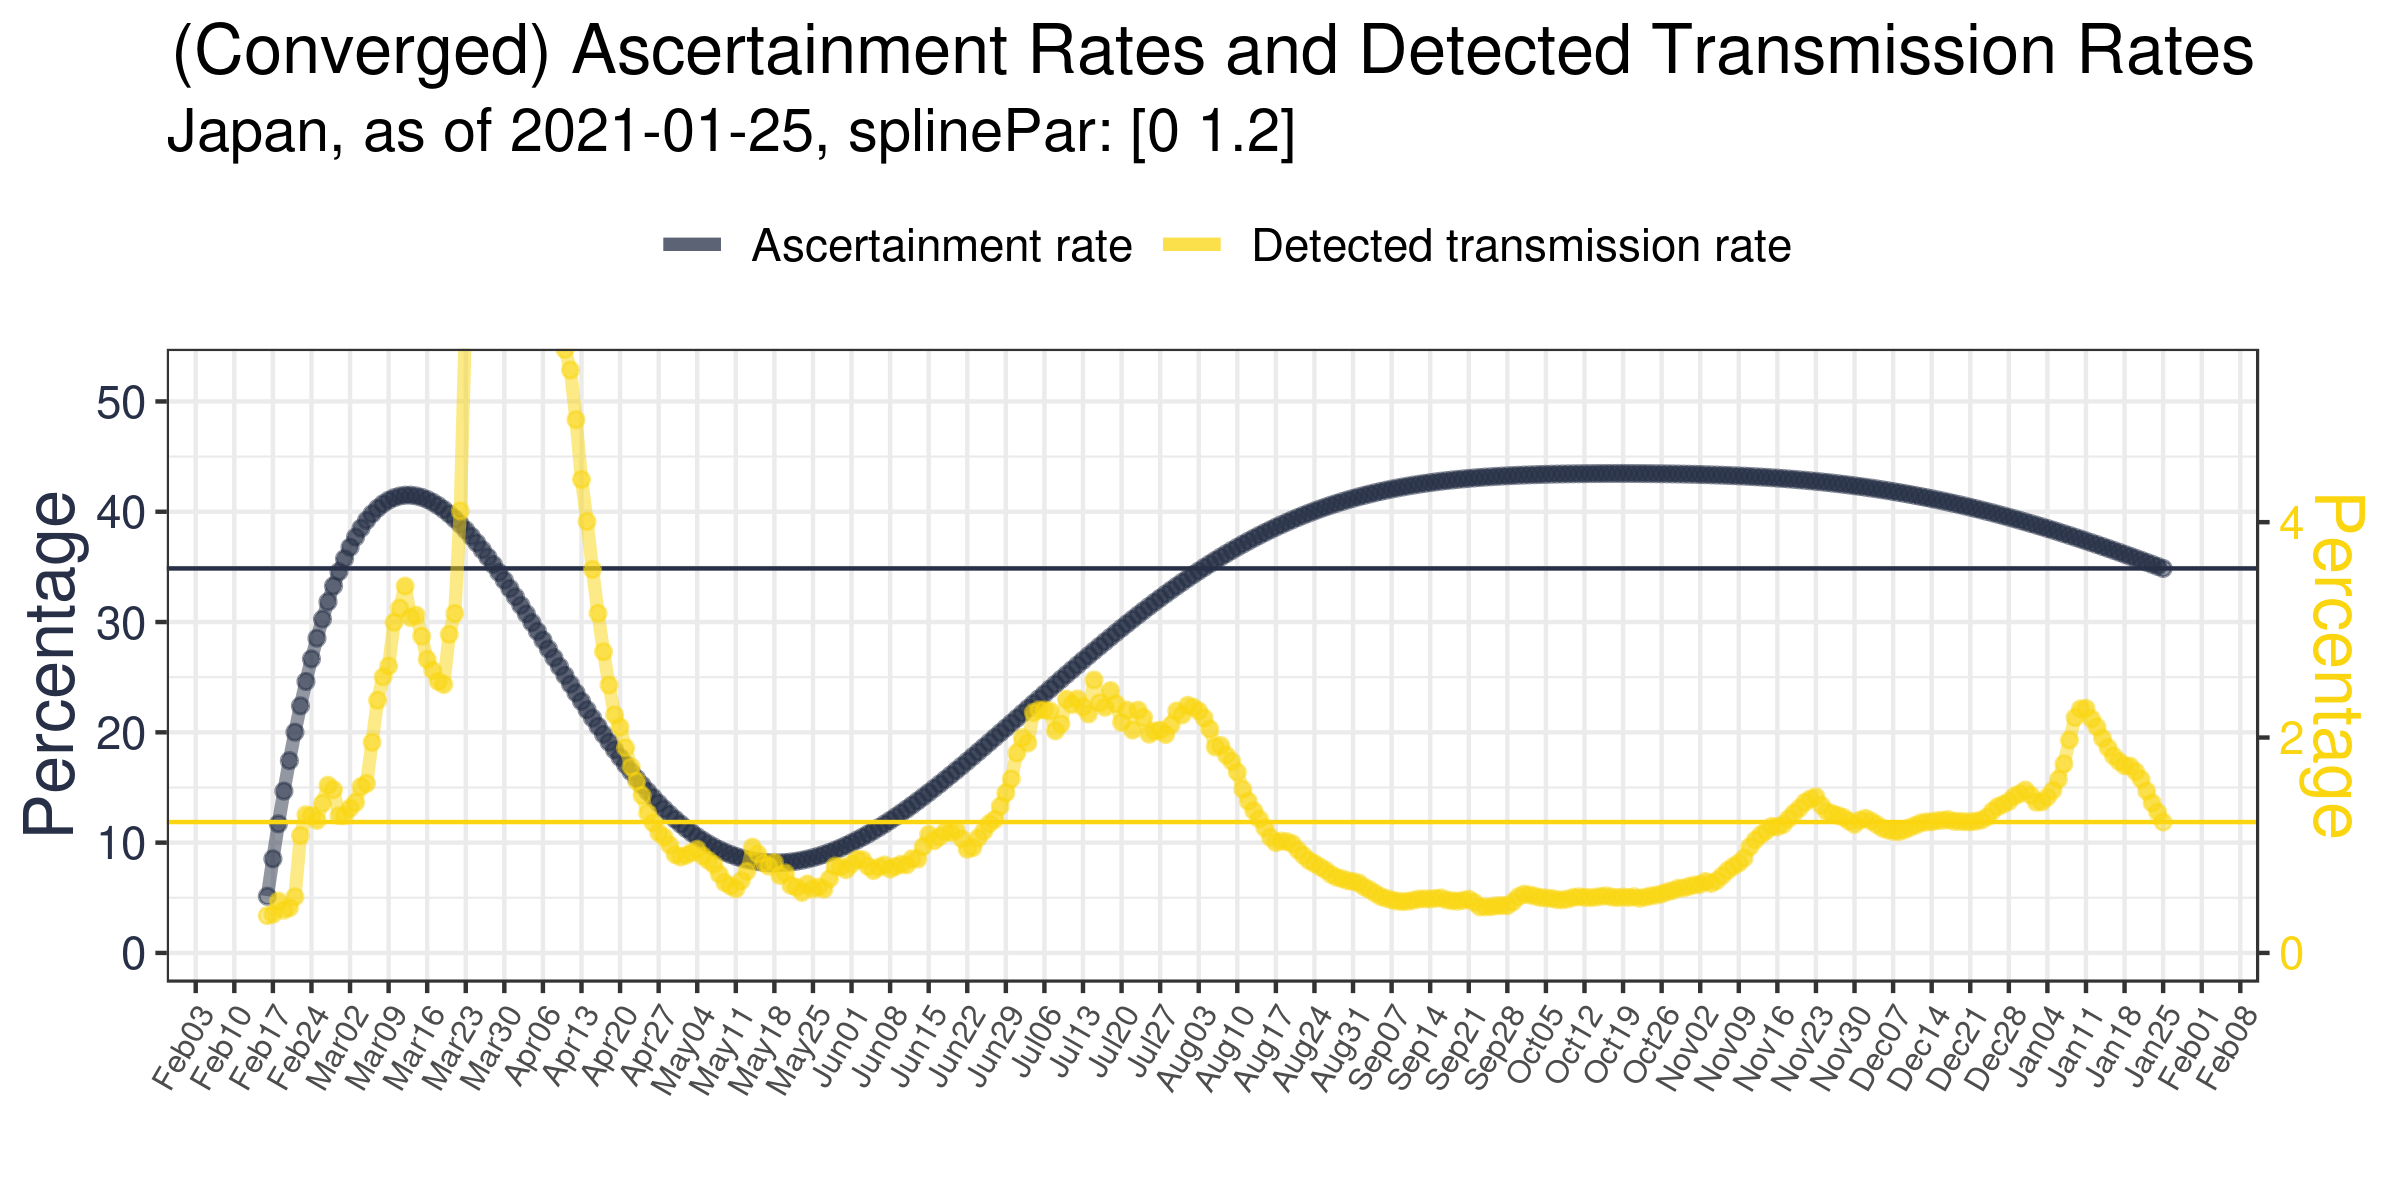 (Converged) Ascertainment Rates and Detected Transmission Rates
Japan, as of 2021-01-25, splinePar: [0 1.2]
Ascertainment rate Detected transmission rate
Percentage
50
40
30
20
10
0
4
2
0
Percentage
Feb03 Feb10 Feb17 Feb24 Mar02 Mar09 Mar16 Mar23 Mar30 Apr06 Apr13 Apr20 Apr27 May04 May11 May18 May25 Jun01 Jun08 Jun15 Jun22 Jun29 Jul06 Jul13 Jul20 Jul27 Aug03 Aug10 Aug17 Aug24 Aug31 Sep07 Sep14 Sep21 Sep28 Oct05 Oct12 Oct19 Oct26 Nov02 Nov09 Nov16 Nov23 Nov30 Dec07 Dec14 Dec21 Dec28 Jan04 Jan11 Jan18 Jan25 Feb01 Feb08